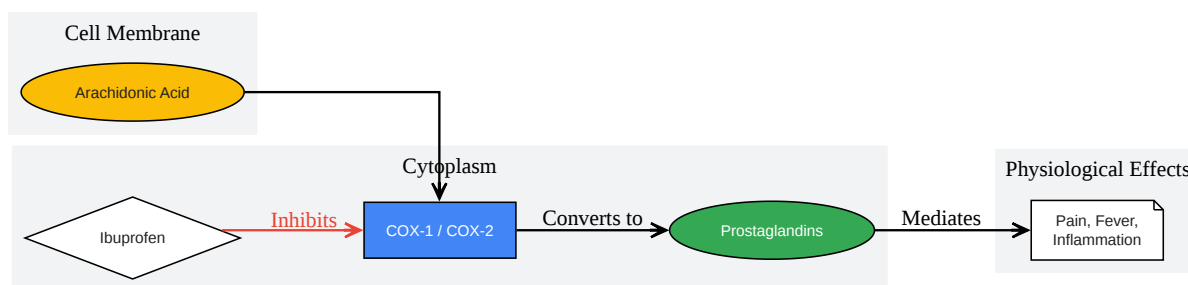 Cell Membrane
Arachidonic Acid
Cytoplasm
Ibuprofen
Inhibits
COX-1 / COX-2
Converts to
Prostaglandins
Mediates
Physiological Effects
Pain, Fever,
Inflammation